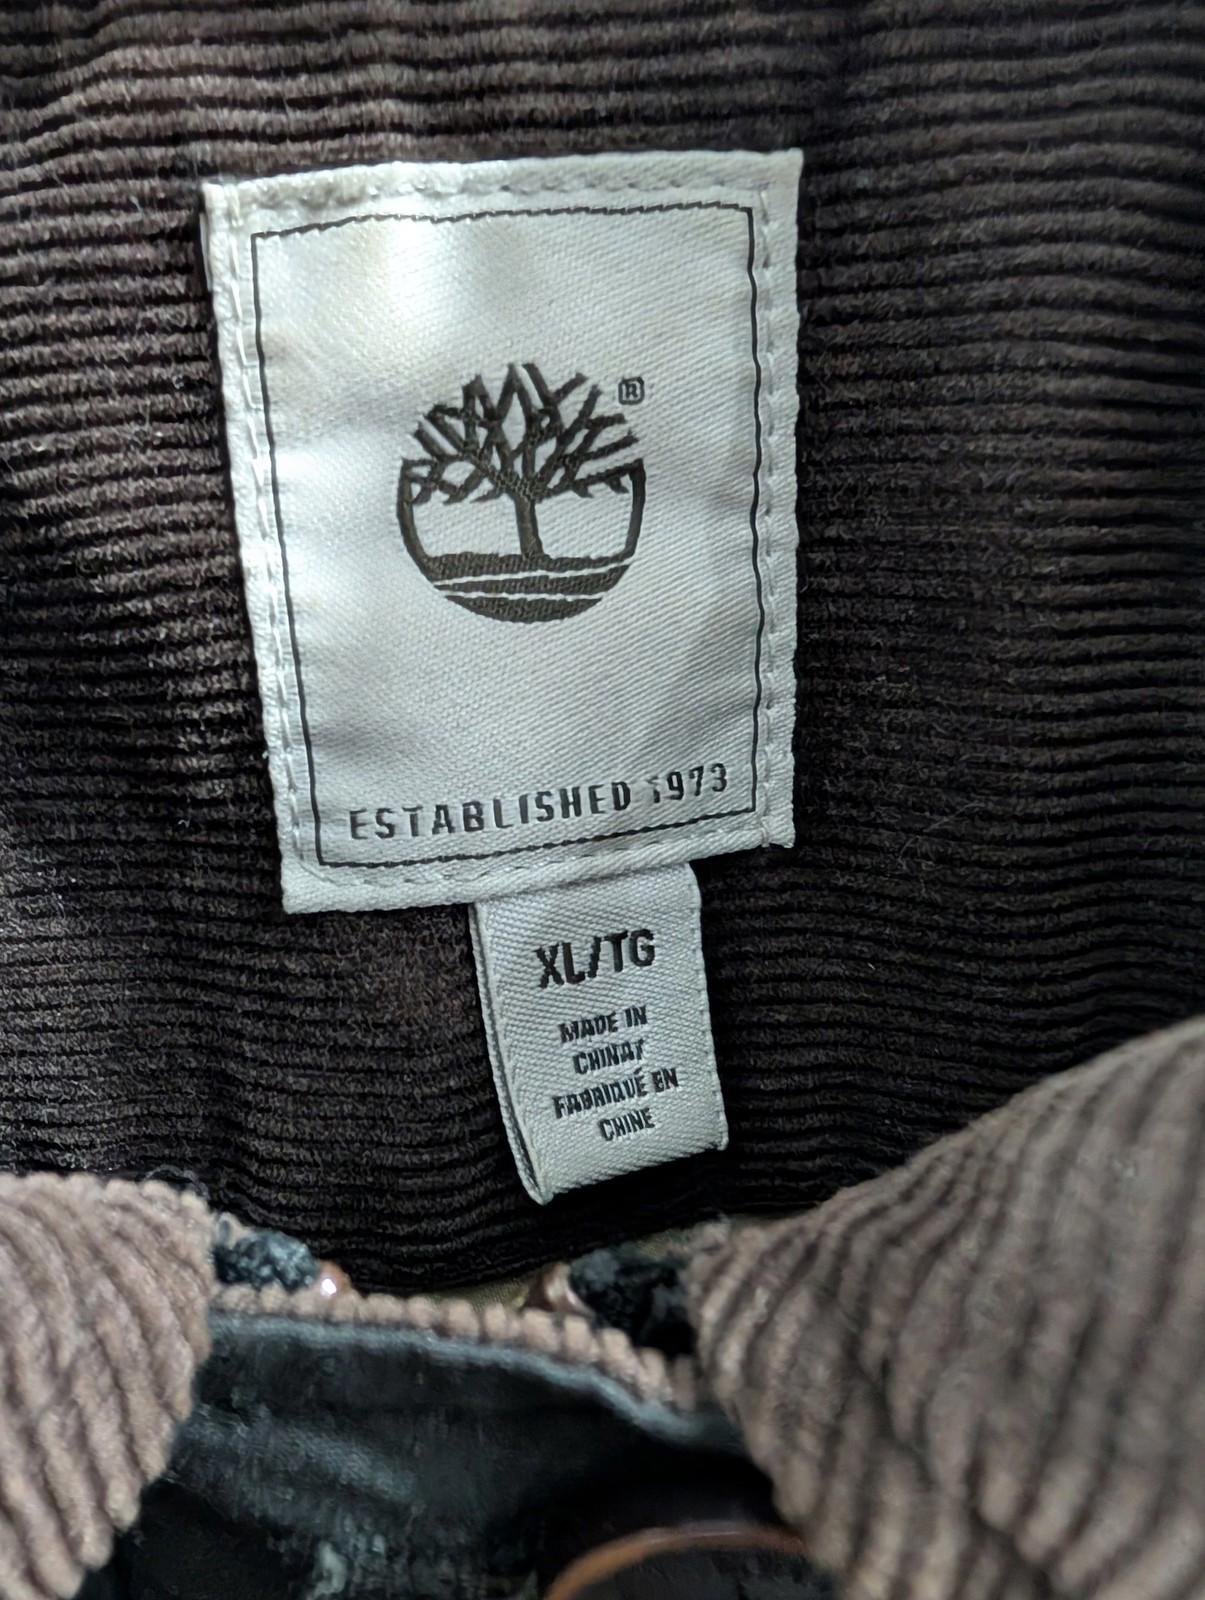 ®
ESTABLISHED 1973
XL/TG
MADE IN
CHINA/
FABRIQUÉ EN
CHINE